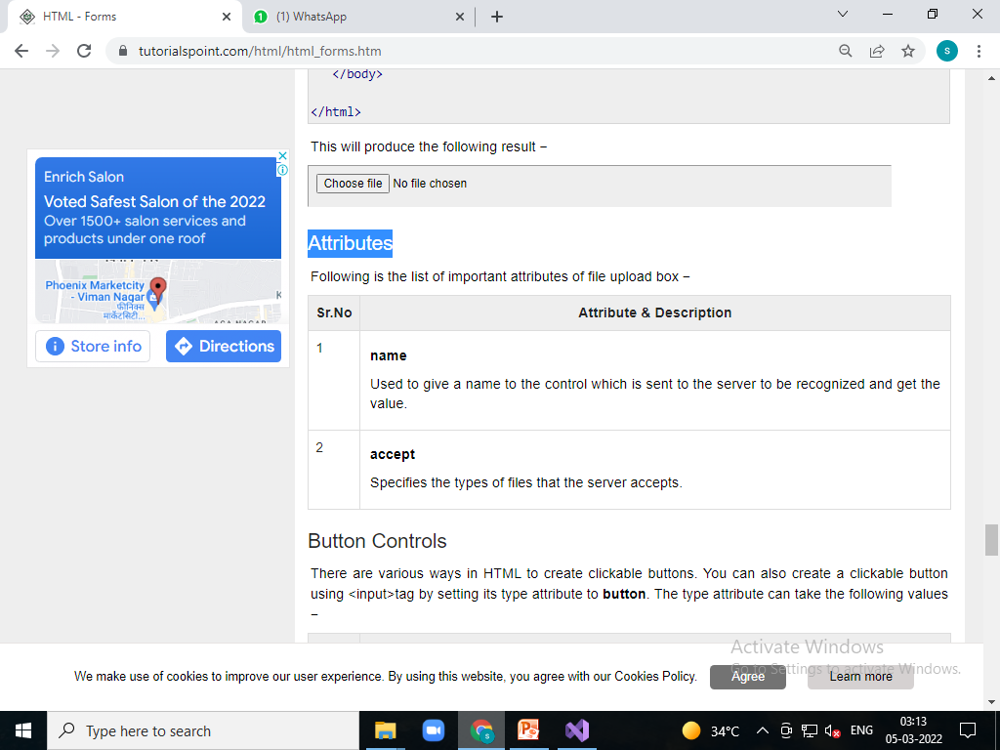 HTML - Forms
1
(1) WhatsApp
tutorialspoint.com/html/html_forms.htm
s
</body>
</html>
This will produce the following result –
Choose file No file chosen
Enrich Salon
Voted Safest Salon of the 2022
Over 1500+ salon services and
products under one roof
Phoenix Marketcity
- Viman Nagar
फीनिक्स
मार्केटसिटी...
K
Store info
Directions
Attributes
Following is the list of important attributes of file upload box –
Sr.No Attribute & Description
1
name
Used to give a name to the control which is sent to the server to be recognized and get the
value.
2
accept
Specifies the types of files that the server accepts.
Button Controls
There are various ways in HTML to create clickable buttons. You can also create a clickable button
using <input>tag by setting its type attribute to button. The type attribute can take the following values
–
Activate Windows
Go to Settings to activate Windows.
We make use of cookies to improve our user experience. By using this website, you agree with our Cookies Policy.
Agree
Learn more
Type here to search
34°C
ENG
03:13
05-03-2022